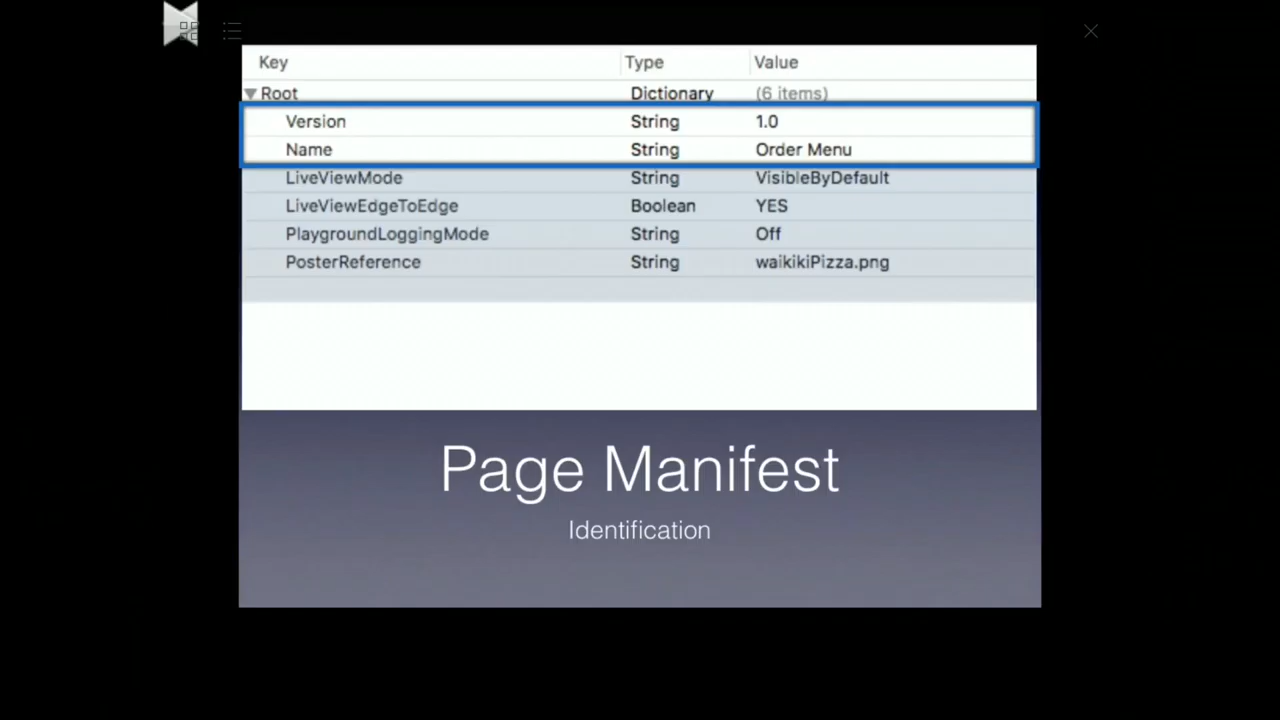 Key Type Value
Root Dictionary (6 items)
Version String 1.0
Name String Order Menu
LiveViewMode String VisibleByDefault
LiveViewEdgeToEdge Boolean YES
PlaygroundLoggingMode String Off
PosterReference String waikikiPizza.png
Page Manifest
Identification